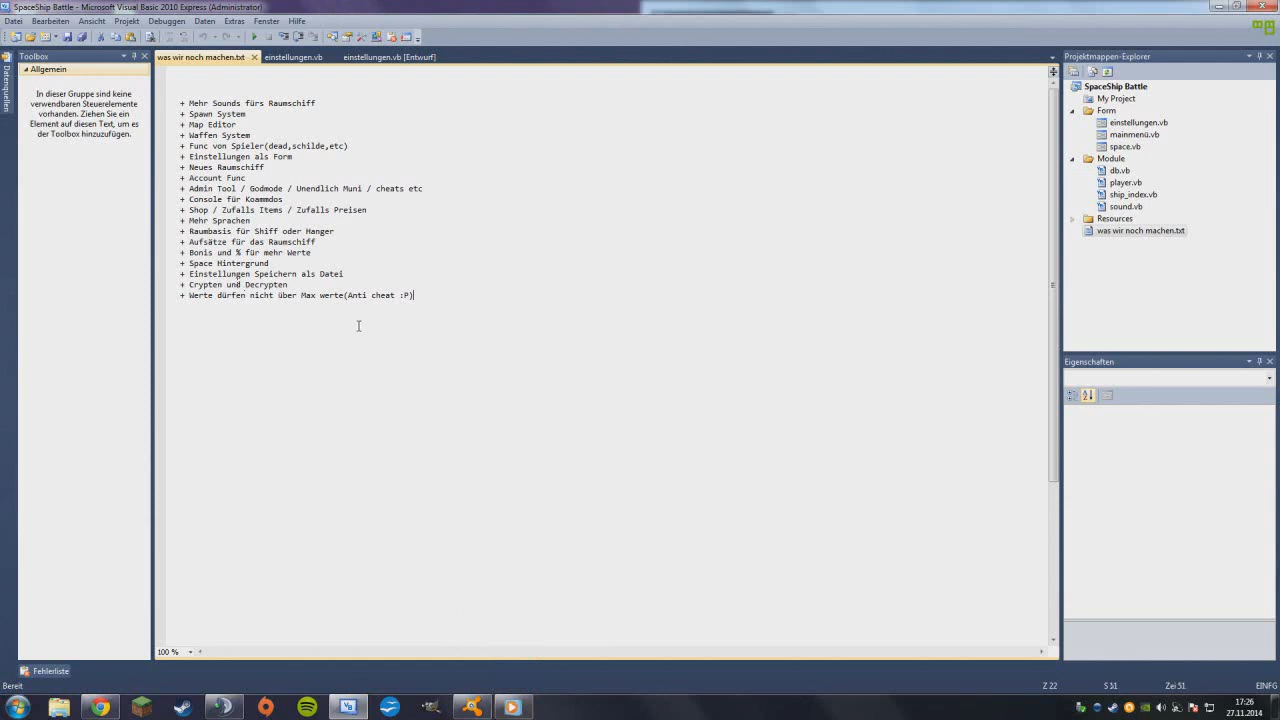 SpaceShip Battle - Microsoft Visual Basic 2010 Express (Administrator)
Datei Bearbeiten Ansicht Projekt Debuggen Daten Extras Fenster Hilfe
Toolbox
Allgemein
In dieser Gruppe sind keine
verwendbaren Steuerelemente
vorhanden. Ziehen Sie ein
Element auf diesen Text, um es
der Toolbox hinzuzufügen.
Datenquellen
was wir noch machen.txt einstellungen.vb einstellungen.vb [Entwurf]
+ Mehr Sounds fürs Raumschiff
+ Spawn System
+ Map Editor
+ Waffen System
+ Func von Spieler(dead,schilde,etc)
+ Einstellungen als Form
+ Neues Raumschiff
+ Account Func
+ Admin Tool / Godmode / Unendlich Muni / cheats etc
+ Console für Koammdos
+ Shop / Zufalls Items / Zufalls Preisen
+ Mehr Sprachen
+ Raumbasis für Shiff oder Hanger
+ Aufsätze für das Raumschiff
+ Bonis und % für mehr Werte
+ Space Hintergrund
+ Einstellungen Speichern als Datei
+ Crypten und Decrypten
+ Werte dürfen nicht über Max werte(Anti cheat :P)
100 %
Projektmappen-Explorer
SpaceShip Battle
My Project
Form
einstellungen.vb
mainmenü.vb
space.vb
Module
db.vb
player.vb
ship_index.vb
sound.vb
Resources
was wir noch machen.txt
Eigenschaften
Fehlerliste
Bereit Z 22 S 51 Zei 51 EINFG
VB
17:26
27.11.2014